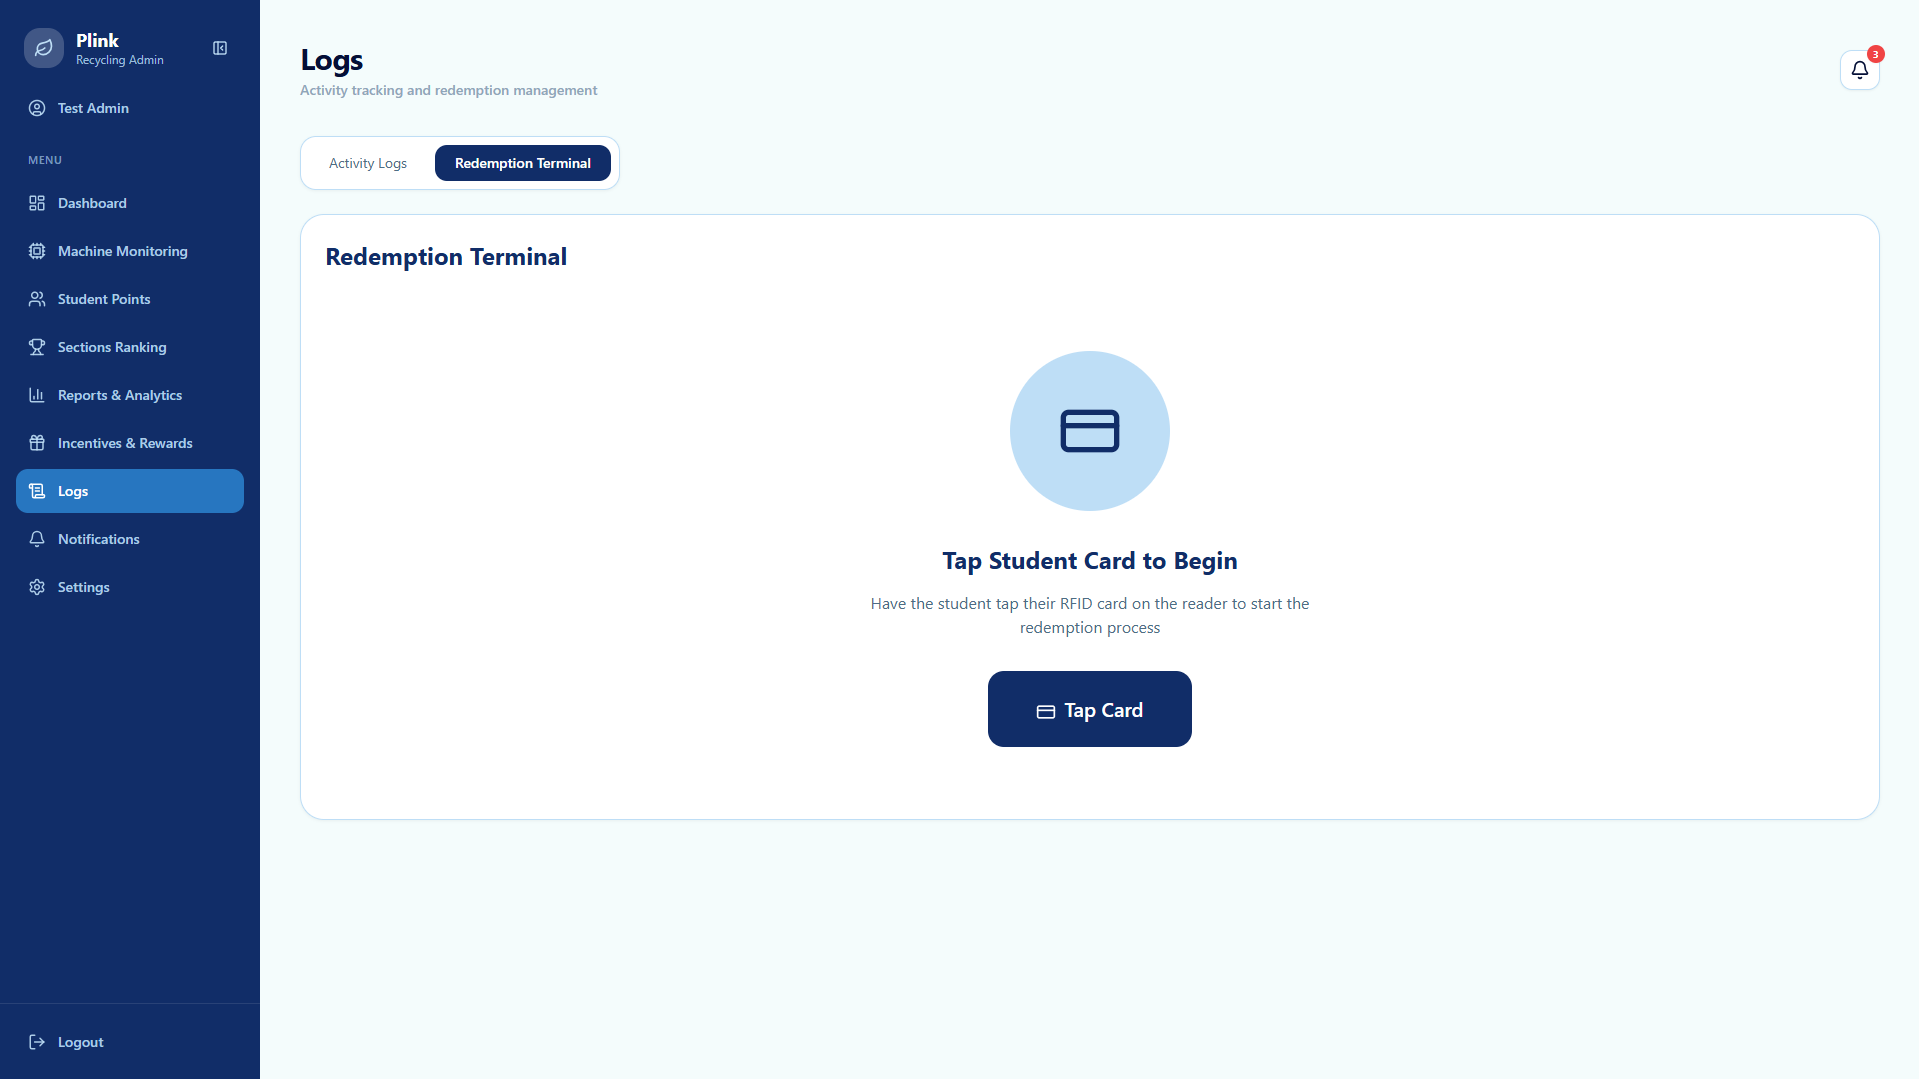 Plink
Recycling Admin
Test Admin
MENU
Dashboard
Machine Monitoring
Student Points
Sections Ranking
Reports & Analytics
Incentives & Rewards
Logs
Notifications
Settings
Logout
Logs
Activity tracking and redemption management
3
Activity Logs
Redemption Terminal
Redemption Terminal
Tap Student Card to Begin
Have the student tap their RFID card on the reader to start the
redemption process
Tap Card